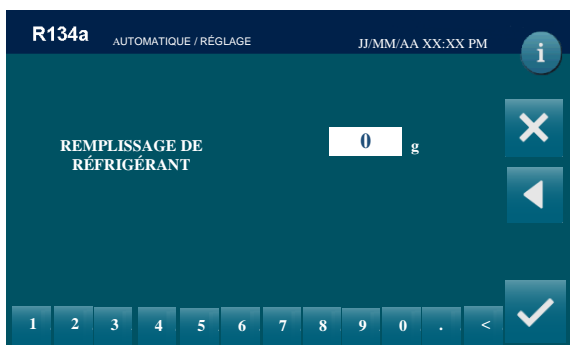 R134a AUTOMATIQUE / RÉGLAGE JJ/MM/AA XX:XX PM
i
REMPLISSAGE DE
RÉFRIGÉRANT
0 g
1 2 3 4 5 6 7 8 9 0 . <